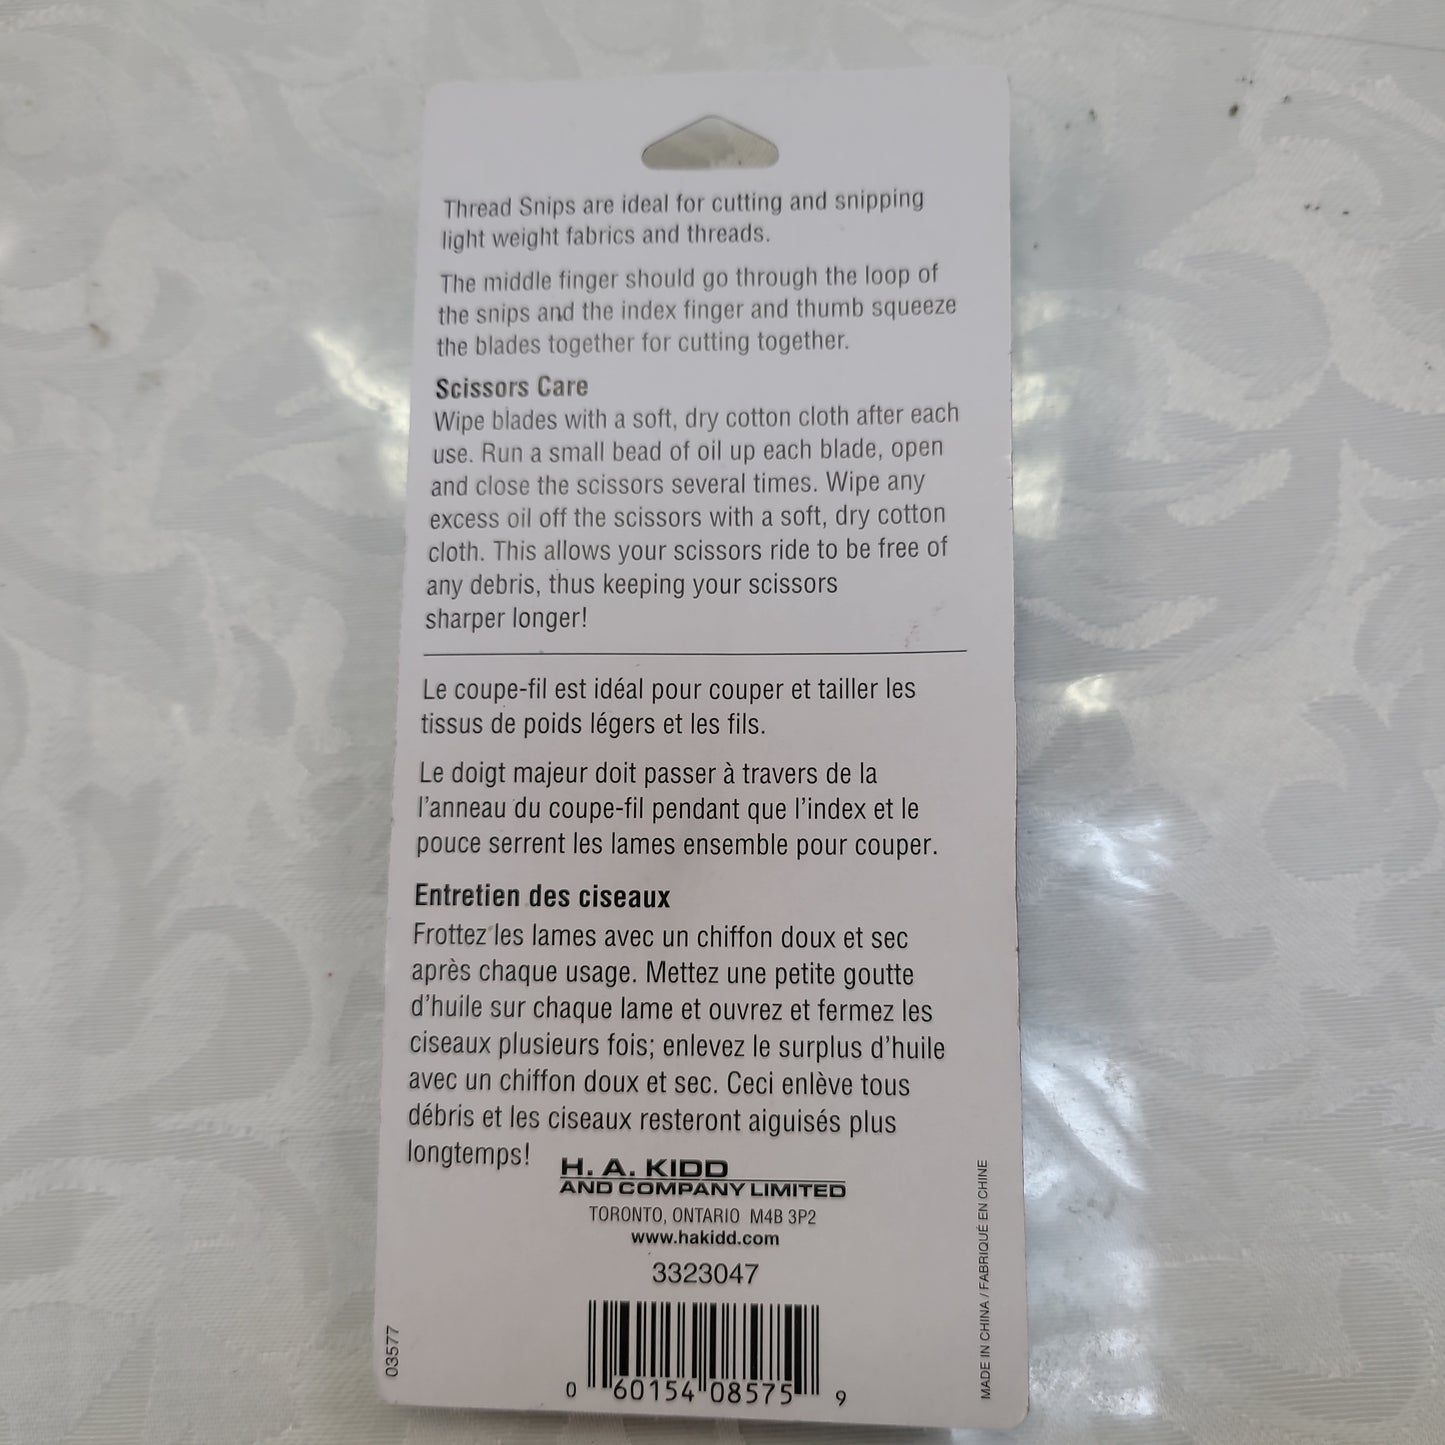 Thread Snips are ideal for cutting and snipping
light weight fabrics and threads.
The middle finger should go through the loop of
the snips and the index finger and thumb squeeze
the blades together for cutting together.
Scissors Care
Wipe blades with a soft, dry cotton cloth after each
use. Run a small bead of oil up each blade, open
and close the scissors several times. Wipe any
excess oil off the scissors with a soft, dry cotton
cloth. This allows your scissors ride to be free of
any debris, thus keeping your scissors
sharper longer!
Le coupe-fil est idéal pour couper et tailler les
tissus de poids légers et les fils.
Le doigt majeur doit passer à travers de la
l'anneau du coupe-fil pendant que l'index et le
pouce serrent les lames ensemble pour couper.
Entretien des ciseaux
Frottez les lames avec un chiffon doux et sec
après chaque usage. Mettez une petite goutte
d'huile sur chaque lame et ouvrez et fermez les
ciseaux plusieurs fois; enlevez le surplus d'huile
avec un chiffon doux et sec. Ceci enlève tous
débris et les ciseaux resteront aiguisés plus
longtemps!
H. A. KIDD
AND COMPANY LIMITED
TORONTO, ONTARIO M4B 3P2
www.hakidd.com
3323047
0 60154 08575 9
03577
MADE IN CHINA / FABRIQUÉ EN CHINE